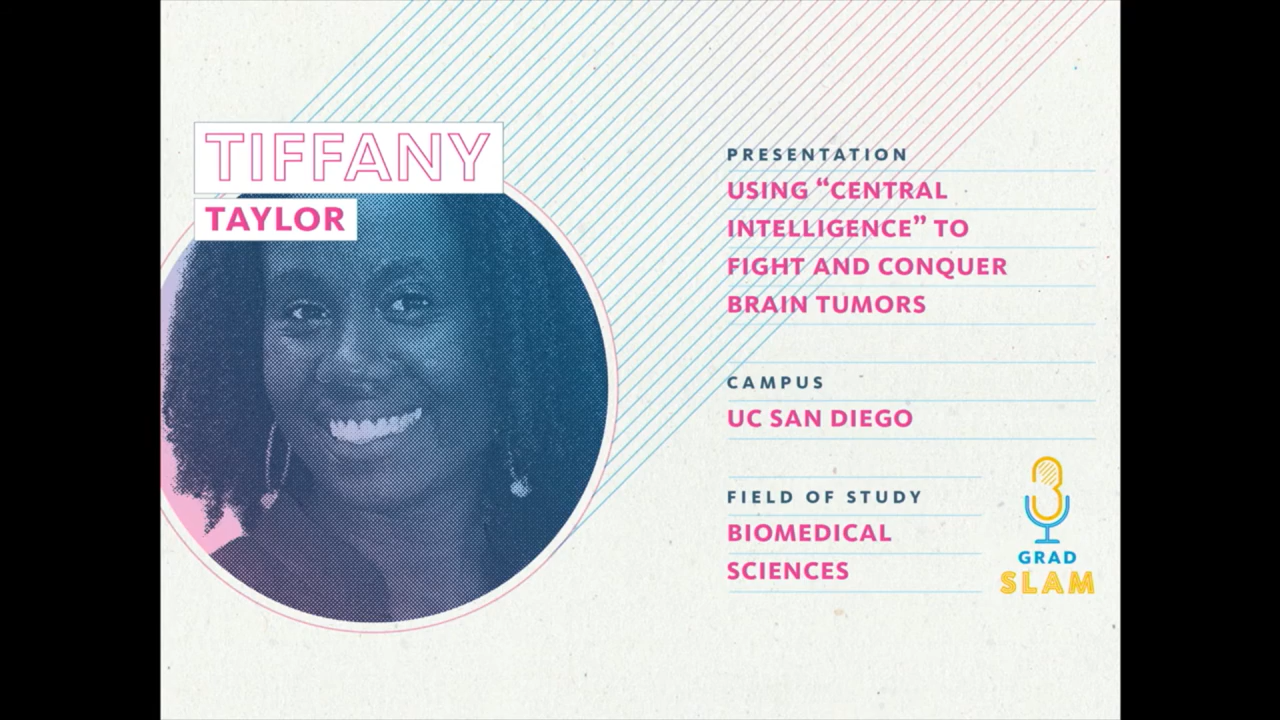 TIFFANY
TAYLOR
PRESENTATION
USING “CENTRAL
INTELLIGENCE” TO
FIGHT AND CONQUER
BRAIN TUMORS
CAMPUS
UC SAN DIEGO
FIELD OF STUDY
BIOMEDICAL
SCIENCES
GRAD
SLAM